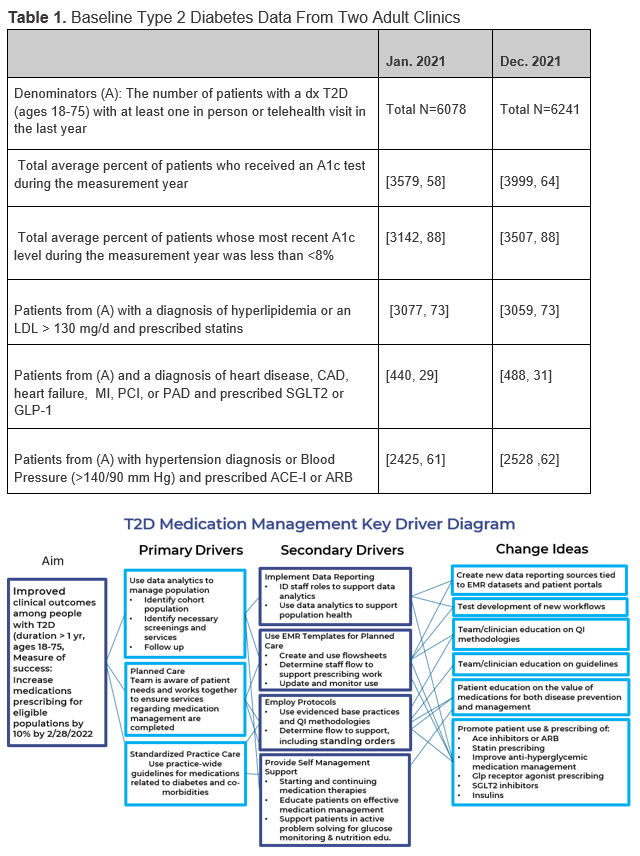 Table 1. Baseline Type 2 Diabetes Data From Two Adult Clinics
Jan. 2021
Dec. 2021
Denominators (A): The number of patients with a dx T2D
(ages 18-75) with at least one in person or telehealth visit in
the last year
Total N=6078
Total N=6241
Total average percent of patients who received an A1c test
during the measurement year
[3579, 58]
[3999, 64]
Total average percent of patients whose most recent A1c
level during the measurement year was less than <8%
[3142, 88]
[3507, 88]
Patients from (A) with a diagnosis of hyperlipidemia or an
LDL > 130 mg/d and prescribed statins
[3077, 73]
[3059, 73]
Patients from (A) and a diagnosis of heart disease, CAD,
heart failure, MI, PCI, or PAD and prescribed SGLT2 or
GLP-1
[440, 29]
[488, 31]
Patients from (A) with hypertension diagnosis or Blood
Pressure (>140/90 mm Hg) and prescribed ACE-I or ARB
[2425, 61]
[2528 ,62]
T2D Medication Management Key Driver Diagram
Aim
Improved
clinical outcomes
among people
with T2D
(duration > 1 yr,
ages 18-75,
Measure of
success:
Increase
medications
prescribing for
eligible
populations by
10% by 2/28/2022
Primary Drivers
Use data analytics to
manage population
• Identify cohort
population
• Identify necessary
screenings and
services
• Follow up
Planned Care
Team is aware of patient
needs and works together
to ensure services
regarding medication
management are
completed
Standardized Practice Care
Use practice-wide
guidelines for medications
related to diabetes and co-
morbidities
Secondary Drivers
Implement Data Reporting
• ID staff roles to support data
analytics
• Use data analytics to support
population health
Use EMR Templates for Planned
Care
• Create and use flowsheets
• Determine staff flow to
support prescribing work
• Update and monitor use
Employ Protocols
• Use evidenced base practices
and QI methodologies
• Determine flow to support,
including standing orders
Provide Self Management
Support
• Starting and continuing
medication therapies
• Educate patients on effective
medication management
• Support patients in active
problem solving for glucose
monitoring & nutrition edu.
Change Ideas
Create new data reporting sources tied
to EMR datasets and patient portals
Test development of new workflows
Team/clinician education on QI
methodologies
Team/clinician education on guidelines
Patient education on the value of
medications for both disease prevention
and management
Promote patient use & prescribing of:
• Ace inhibitors or ARB
• Statin prescribing
• Improve anti-hyperglycemic
medication management
• Glp receptor agonist prescribing
• SGLT2 inhibitors
• Insulins